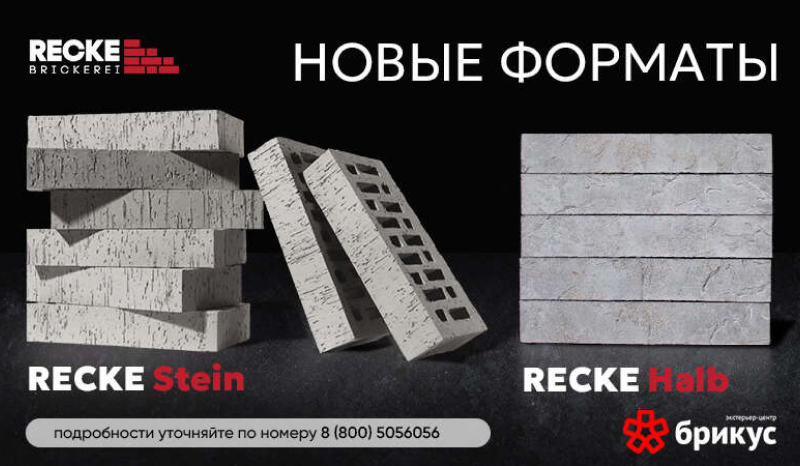 RECKE
BRICKEREI
НОВЫЕ ФОРМАТЫ
RECKE Stein
RECKE Halb
подробности уточняйте по номеру 8 (800) 5056056
экстерьер-центр
брикус